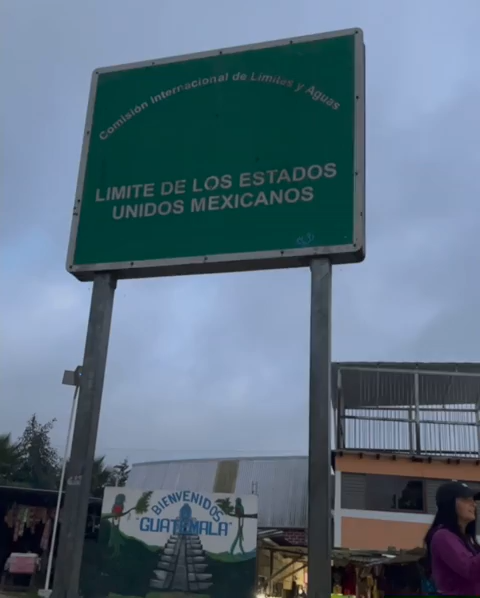 Comisión Internacional de Límites y Aguas
LIMITE DE LOS ESTADOS
UNIDOS MEXICANOS
BIENVENIDOS
GUATEMALA